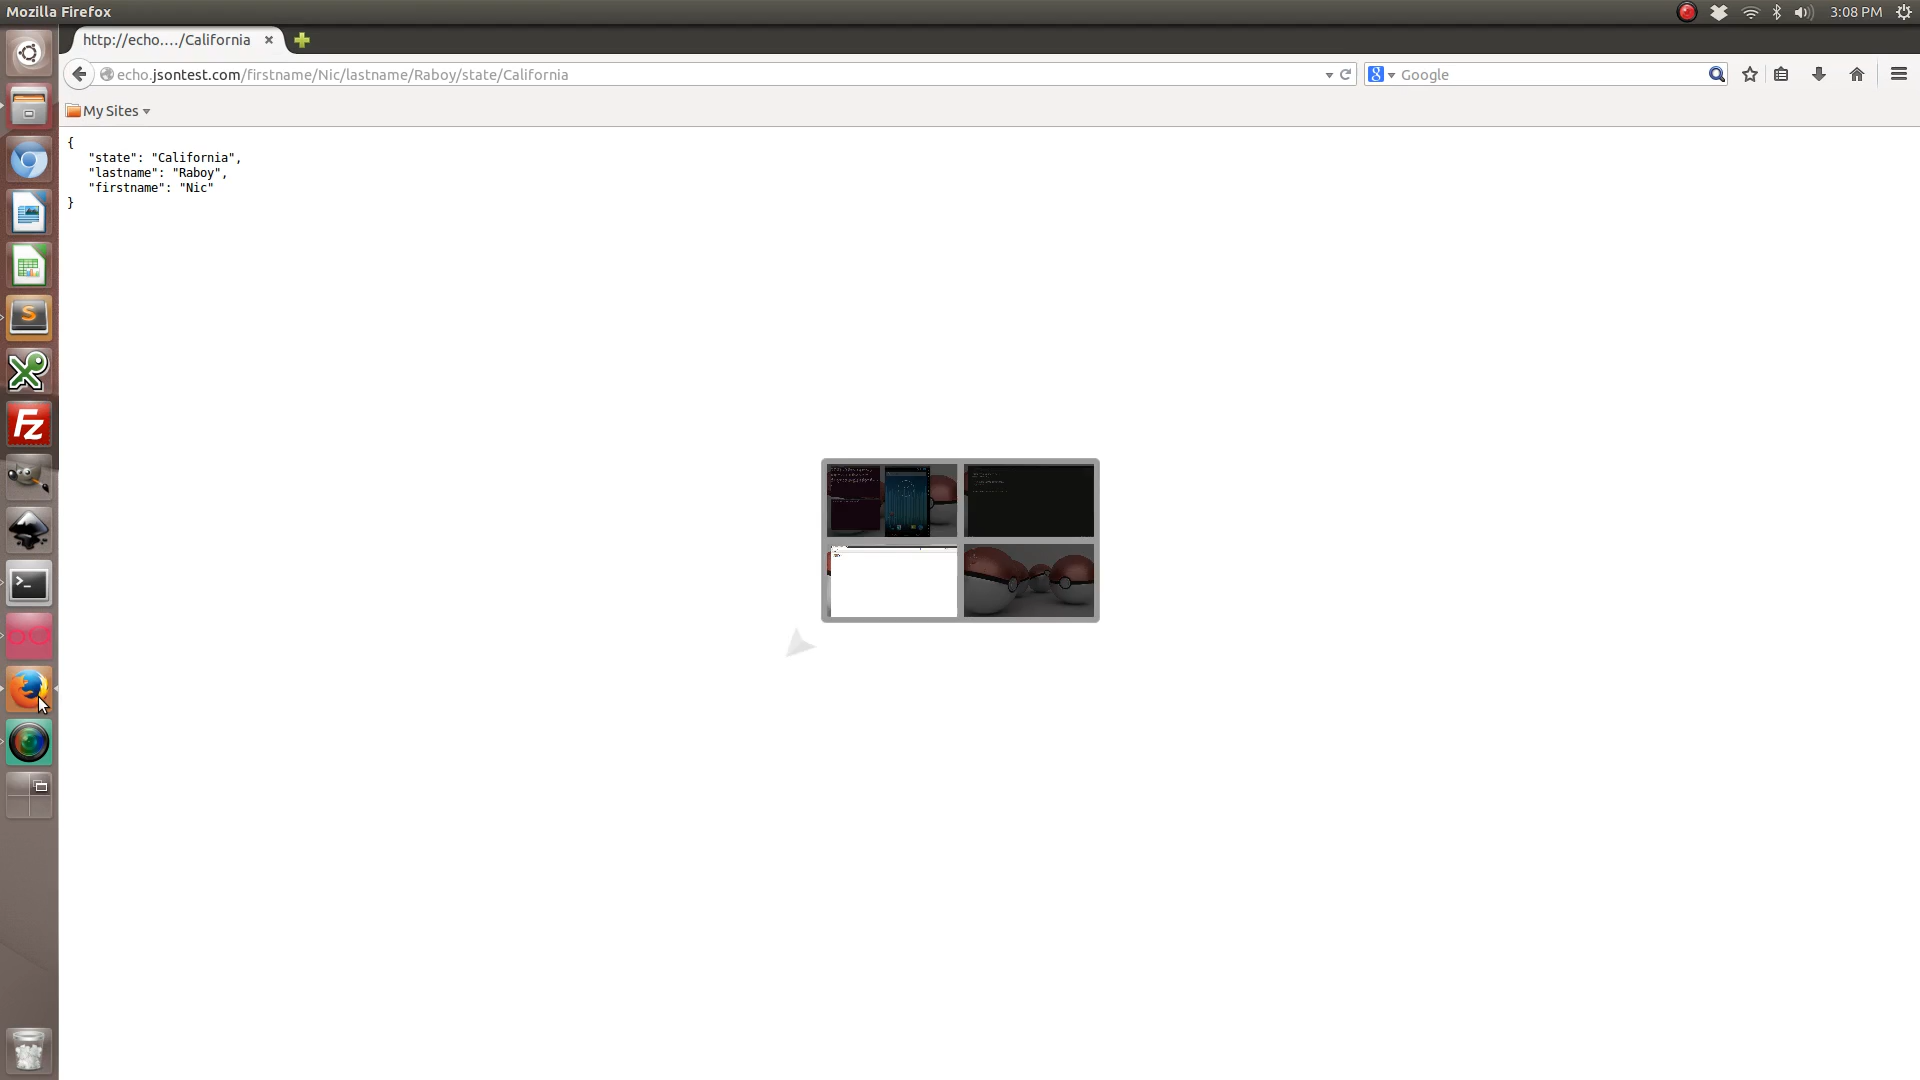 Mozilla Firefox
3:08 PM
http://echo..../California
echo.jsontest.com/firstname/Nic/lastname/Raboy/state/California
Google
My Sites
{
"state": "California",
"lastname": "Raboy",
"firstname": "Nic"
}